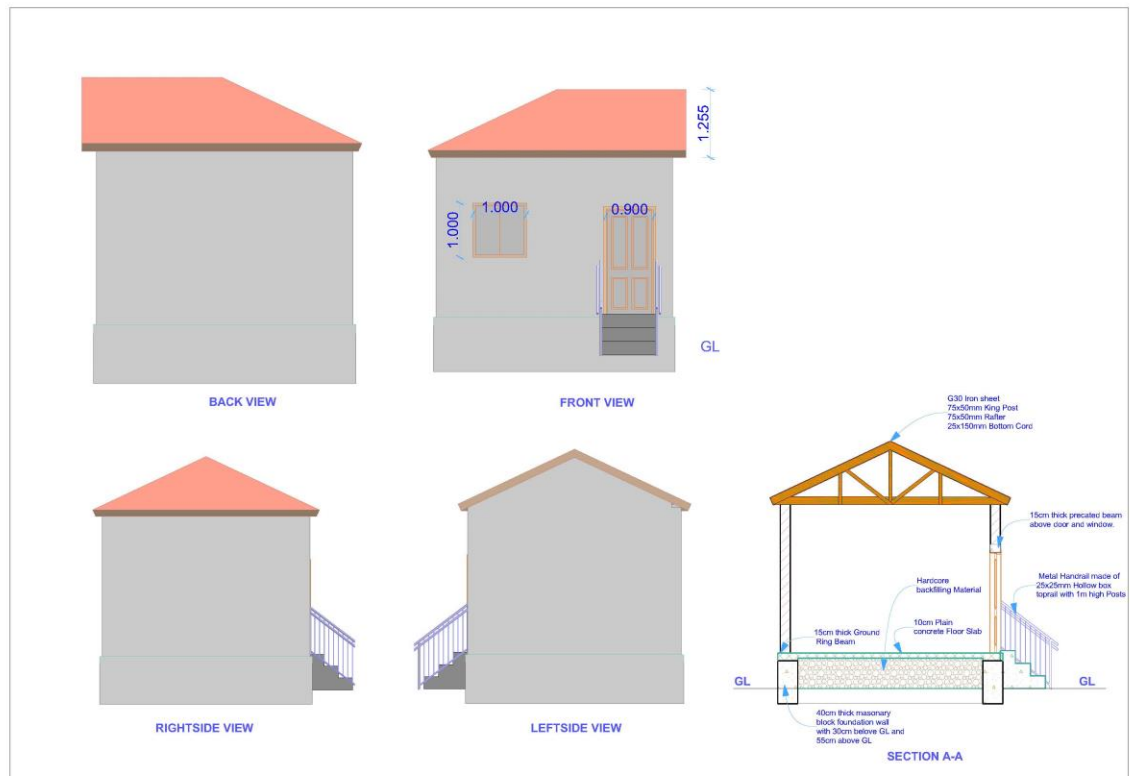 1.255
1.000
0.900
1.000
GL
BACK VIEW
FRONT VIEW
G30 Iron sheet
75x50mm King Post
75x50mm Rafter
25x150mm Bottom Cord
15cm thick precated beam
above door and window.
Hardcore
backfilling Material
Metal Handrail made of
25x25mm Hollow box
toprail with 1m high Posts
15cm thick Ground
Ring Beam
10cm Plain
concrete Floor Slab
GL
GL
40cm thick masonary
block foundation wall
with 30cm belove GL and
55cm above GL
RIGHTSIDE VIEW
LEFTSIDE VIEW
SECTION A-A